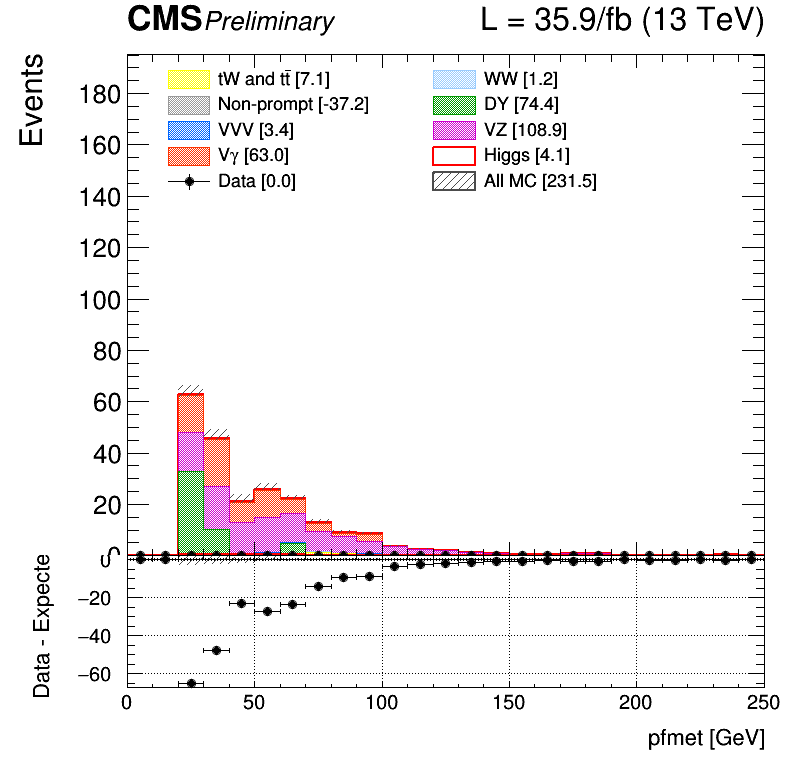 CMS Preliminary L = 35.9/fb (13 TeV)
Events
tW and tt̄ [7.1] WW [1.2]
Non-prompt [-37.2] DY [74.4]
VVV [3.4] VZ [108.9]
Vγ [63.0] Higgs [4.1]
Data [0.0] All MC [231.5]
180
160
140
120
100
80
60
40
20
0
Data - Expecte
0
−20
−40
−60
0 50 100 150 200 250
pfmet [GeV]